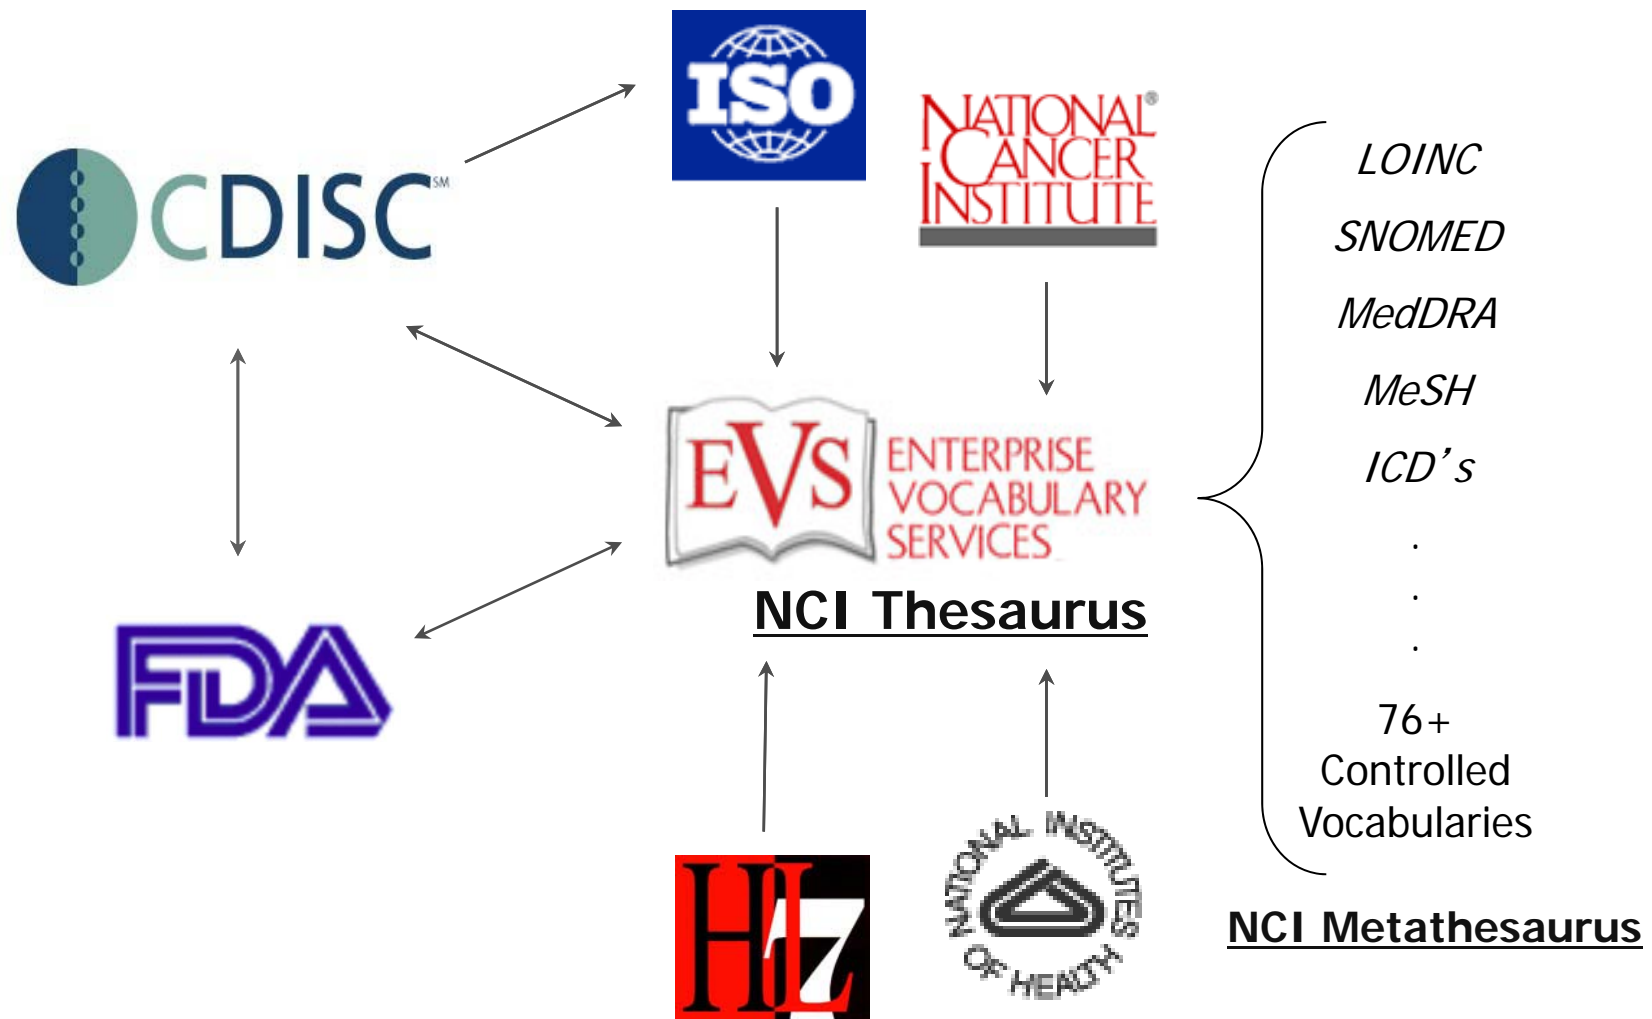 ISO
NATIONAL®
CANCER
INSTITUTE
CDISC℠
LOINC
SNOMED
MedDRA
MeSH
ICD's
.
.
.
76+
Controlled
Vocabularies
NCI Metathesaurus
EVS
ENTERPRISE
VOCABULARY
SERVICES
NCI Thesaurus
FDA
HL7
NATIONAL INSTITUTES OF HEALTH